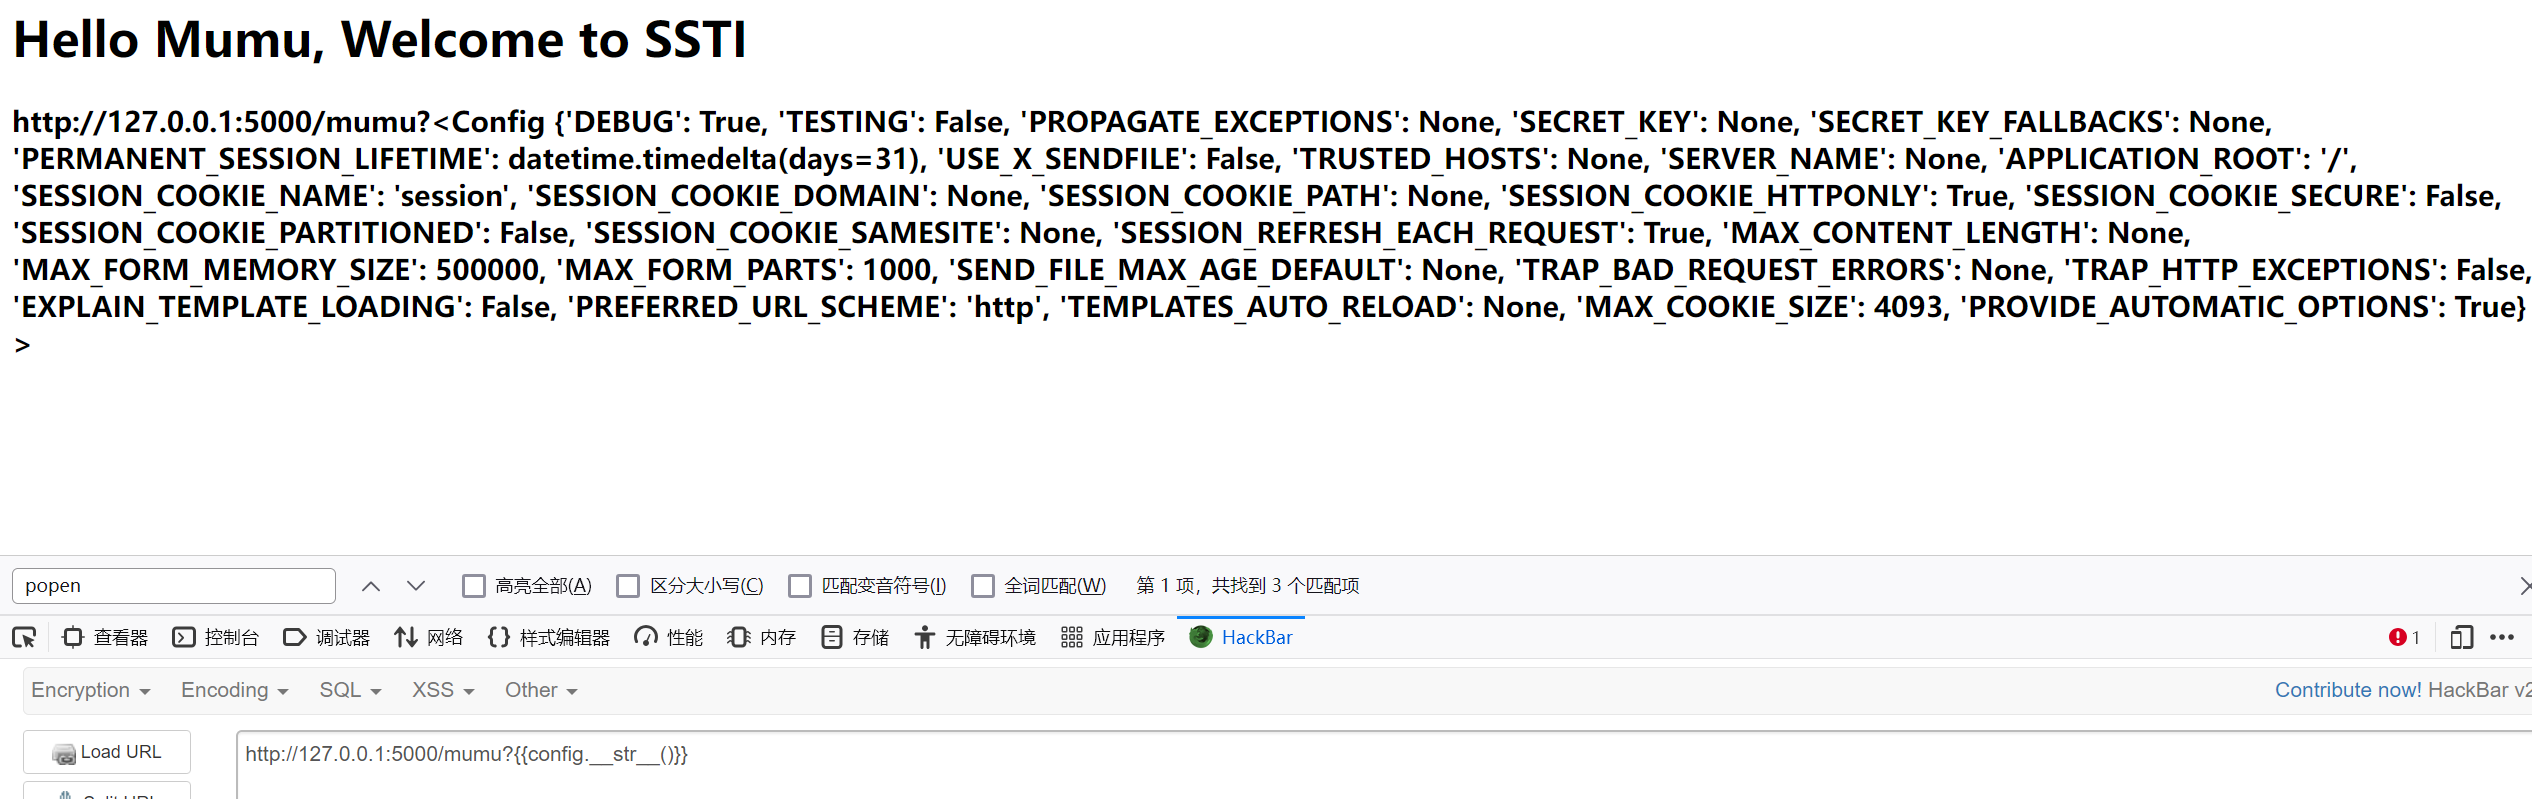 Hello Mumu, Welcome to SSTI
http://127.0.0.1:5000/mumu?<Config {'DEBUG': True, 'TESTING': False, 'PROPAGATE_EXCEPTIONS': None, 'SECRET_KEY': None, 'SECRET_KEY_FALLBACKS': None,
'PERMANENT_SESSION_LIFETIME': datetime.timedelta(days=31), 'USE_X_SENDFILE': False, 'TRUSTED_HOSTS': None, 'SERVER_NAME': None, 'APPLICATION_ROOT': '/',
'SESSION_COOKIE_NAME': 'session', 'SESSION_COOKIE_DOMAIN': None, 'SESSION_COOKIE_PATH': None, 'SESSION_COOKIE_HTTPONLY': True, 'SESSION_COOKIE_SECURE': False,
'SESSION_COOKIE_PARTITIONED': False, 'SESSION_COOKIE_SAMESITE': None, 'SESSION_REFRESH_EACH_REQUEST': True, 'MAX_CONTENT_LENGTH': None,
'MAX_FORM_MEMORY_SIZE': 500000, 'MAX_FORM_PARTS': 1000, 'SEND_FILE_MAX_AGE_DEFAULT': None, 'TRAP_BAD_REQUEST_ERRORS': None, 'TRAP_HTTP_EXCEPTIONS': False,
'EXPLAIN_TEMPLATE_LOADING': False, 'PREFERRED_URL_SCHEME': 'http', 'TEMPLATES_AUTO_RELOAD': None, 'MAX_COOKIE_SIZE': 4093, 'PROVIDE_AUTOMATIC_OPTIONS': True}
>
popen 高亮全部(A) 区分大小写(C) 匹配变音符号(I) 全词匹配(W) 第 1 项，共找到 3 个匹配项
查看器 控制台 调试器 网络 {} 样式编辑器 性能 内存 存储 无障碍环境 应用程序 HackBar 1
Encryption Encoding SQL XSS Other Contribute now! HackBar v2
Load URL http://127.0.0.1:5000/mumu?{{config.__str__()}}